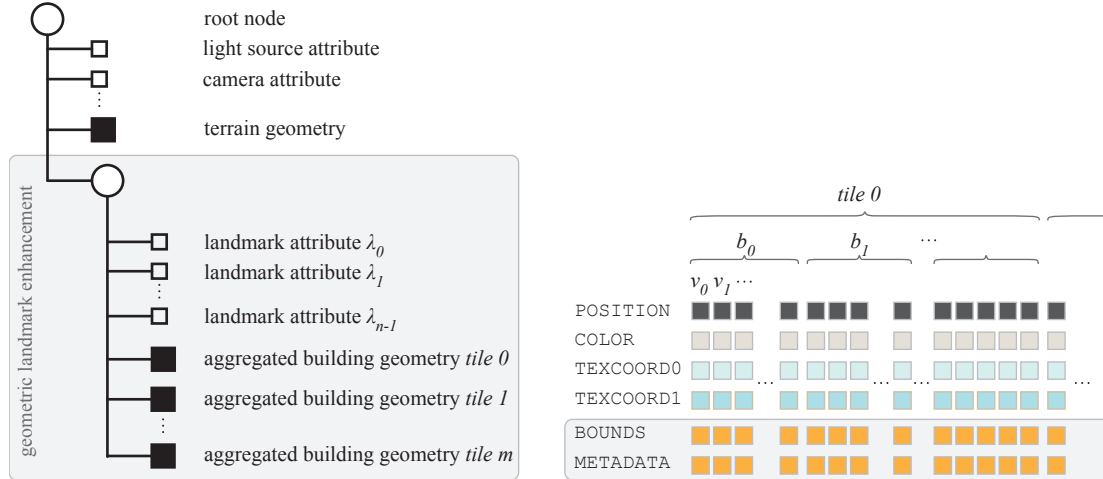 root node
light source attribute
camera attribute
⋮
terrain geometry
geometric landmark enhancement
landmark attribute λ0
landmark attribute λ1
⋮
landmark attribute λn-1
aggregated building geometry tile 0
aggregated building geometry tile 1
⋮
aggregated building geometry tile m
tile 0
b0 b1 ...
v0 v1 ...
POSITION
COLOR
TEXCOORD0
... ... ... ...
TEXCOORD1
BOUNDS
METADATA